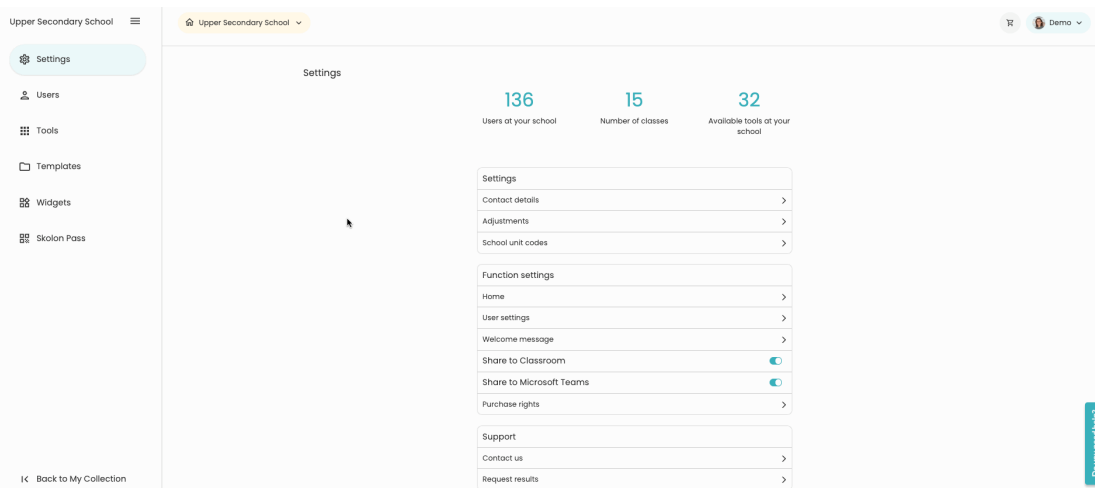 Upper Secondary School
Upper Secondary School
Demo
Settings
Users
Tools
Templates
Widgets
Skolon Pass
Back to My Collection
Settings
136
Users at your school
15
Number of classes
32
Available tools at your
school
Settings
Contact details
Adjustments
School unit codes
Function settings
Home
User settings
Welcome message
Share to Classroom
Share to Microsoft Teams
Purchase rights
Support
Contact us
Request results